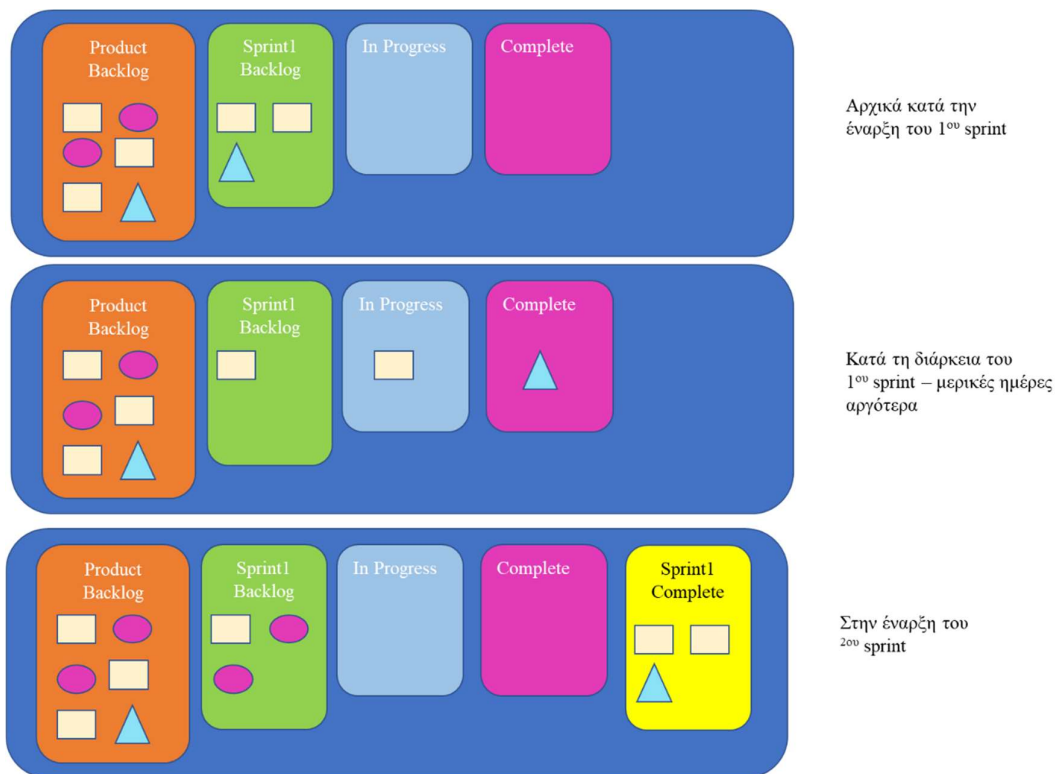 Product
Backlog
Sprint1
Backlog
In Progress
Complete
Αρχικά κατά την
έναρξη του 1ου sprint
Product
Backlog
Sprint1
Backlog
In Progress
Complete
Κατά τη διάρκεια του
1ου sprint – μερικές ημέρες
αργότερα
Product
Backlog
Sprint1
Backlog
In Progress
Complete
Sprint1
Complete
Στην έναρξη του
2ου sprint